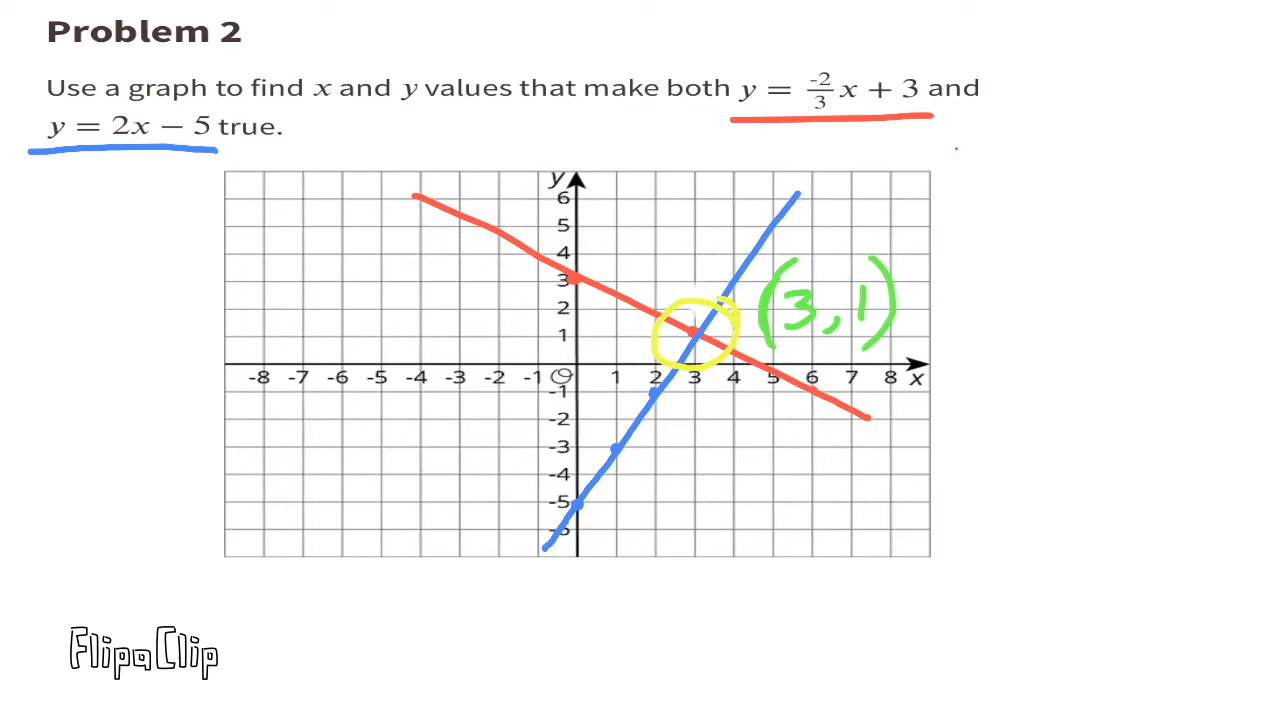 Problem 2
Use a graph to find x and y values that make both y = -2/3 x + 3 and
y = 2x − 5 true.
y
6
5
4
3
2
1
-8 -7 -6 -5 -4 -3 -2 -1 O 1 2 3 4 5 6 7 8 x
-1
-2
-3
-4
-5
(3, 1)
FlipaClip